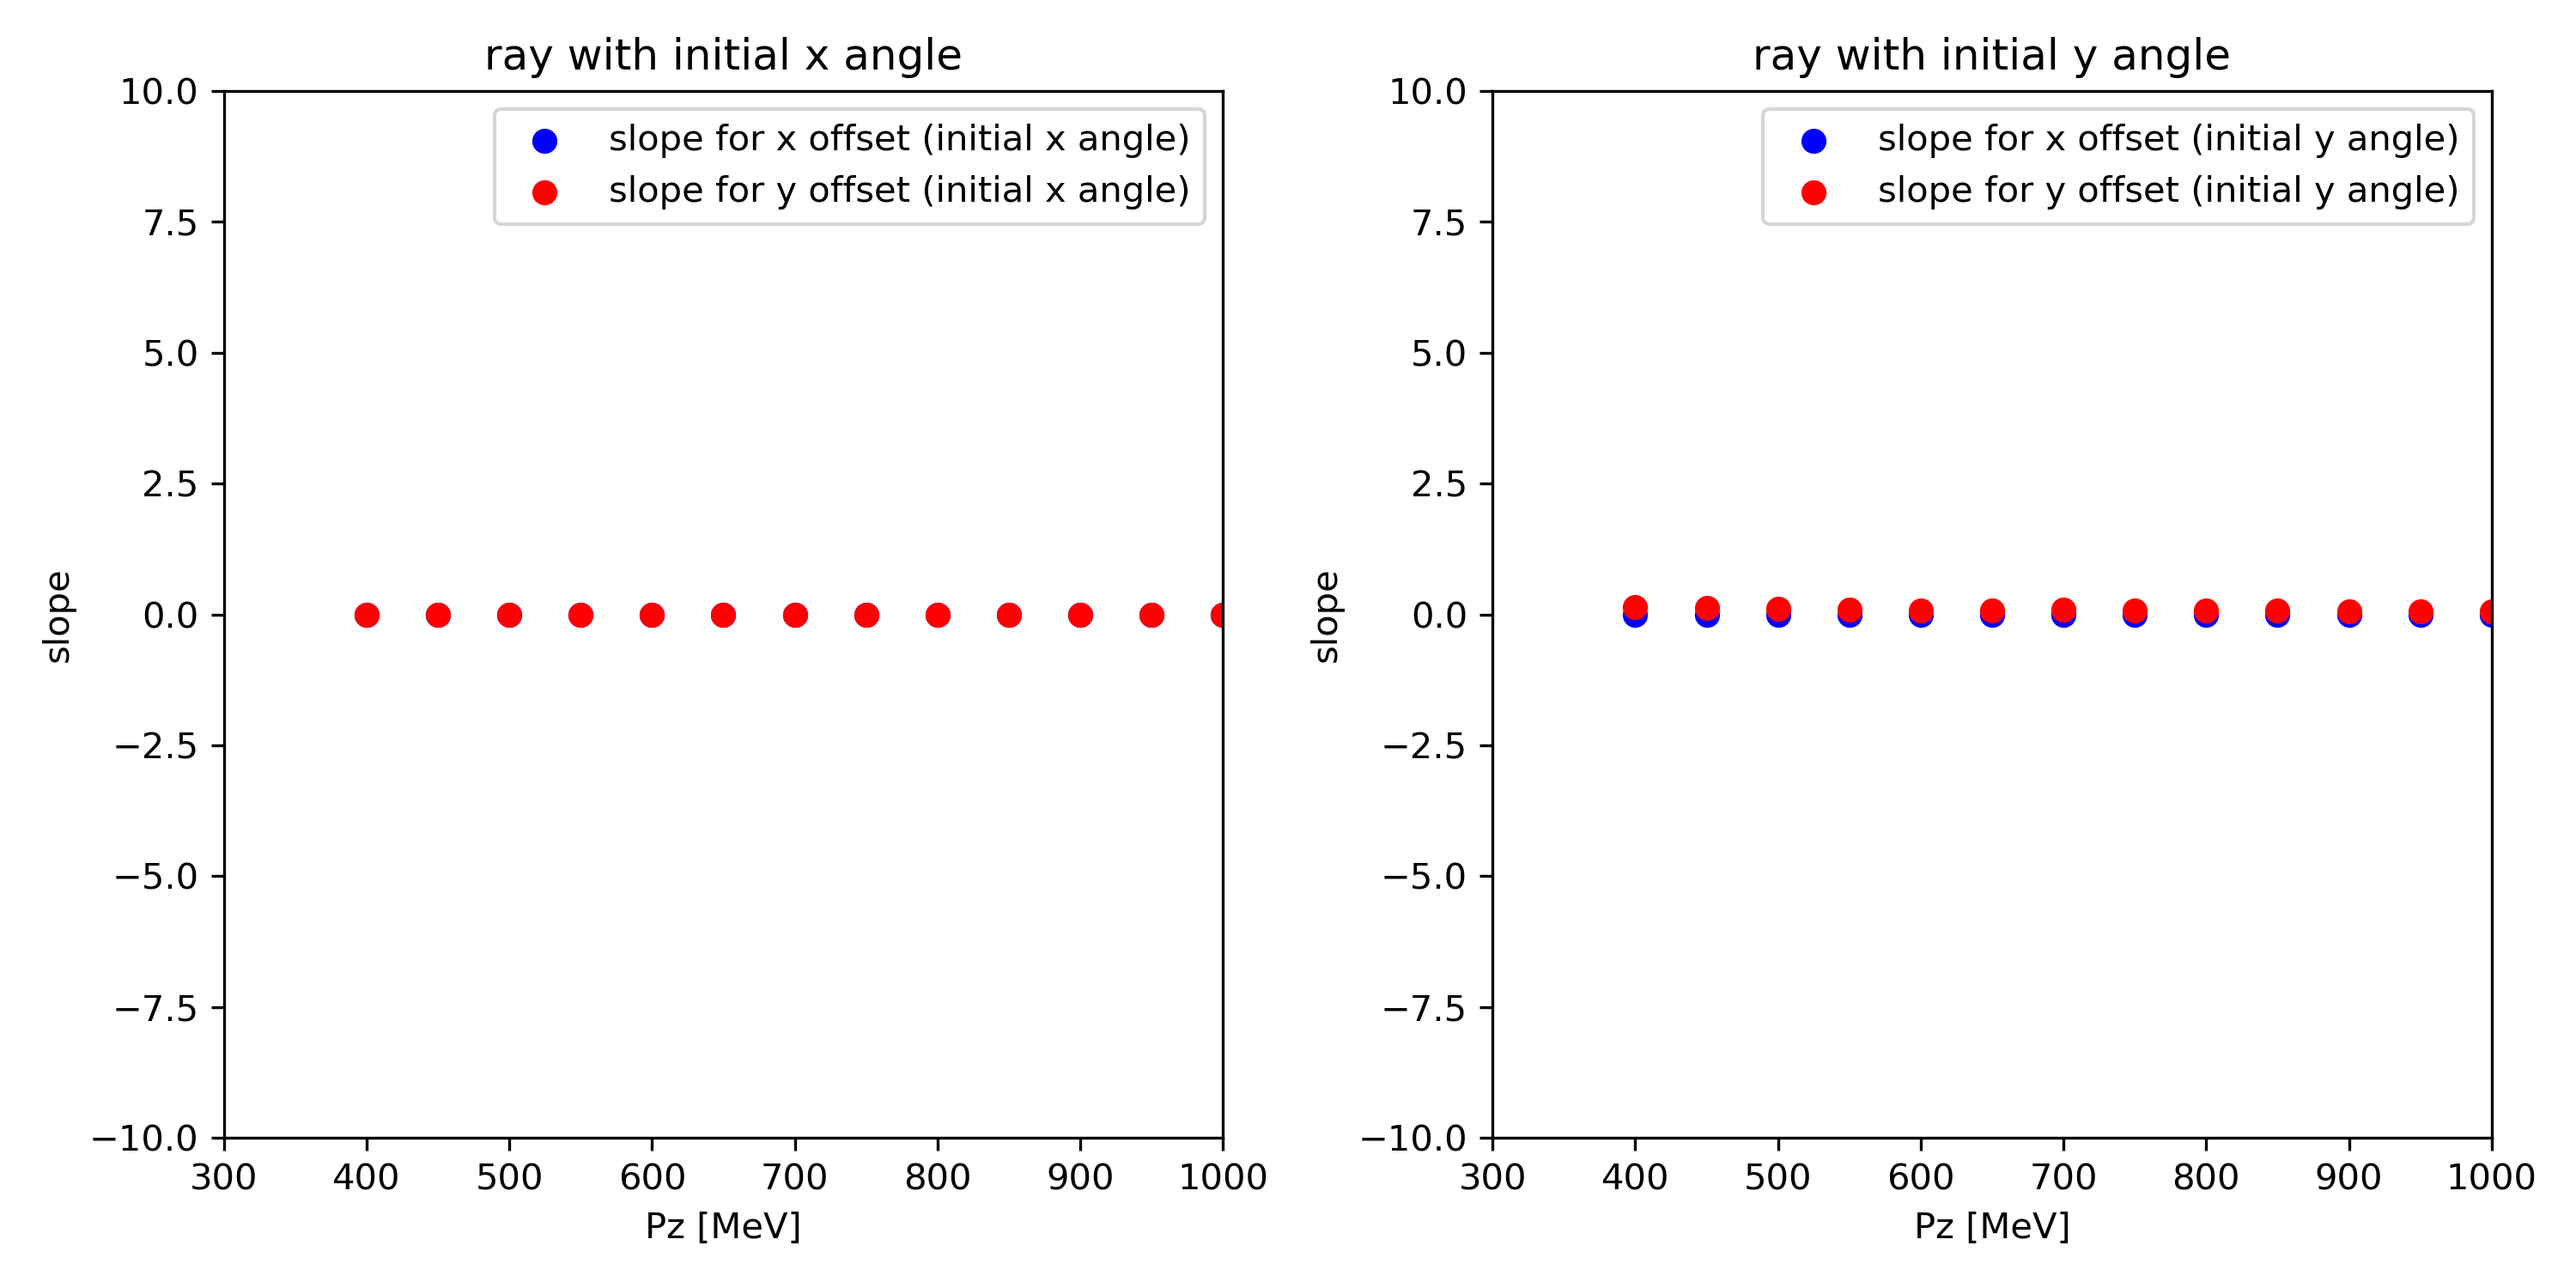 ray with initial x angle
slope for x offset (initial x angle)
slope for y offset (initial x angle)
10.0
7.5
5.0
2.5
0.0
−2.5
−5.0
−7.5
−10.0
slope
300 400 500 600 700 800 900 1000
Pz [MeV]
ray with initial y angle
slope for x offset (initial y angle)
slope for y offset (initial y angle)
10.0
7.5
5.0
2.5
0.0
−2.5
−5.0
−7.5
−10.0
slope
300 400 500 600 700 800 900 1000
Pz [MeV]